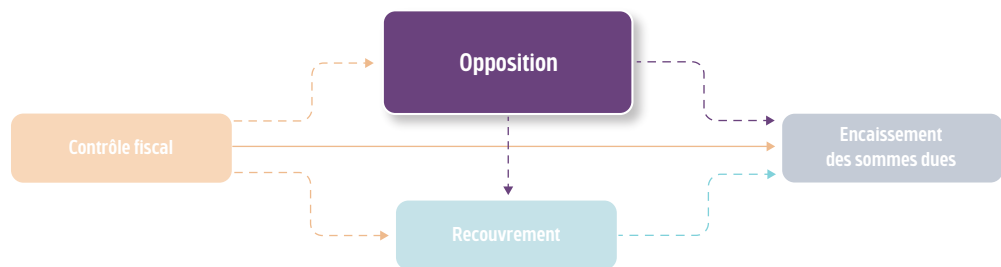 Opposition
Contrôle fiscal
Encaissement
des sommes dues
Recouvrement